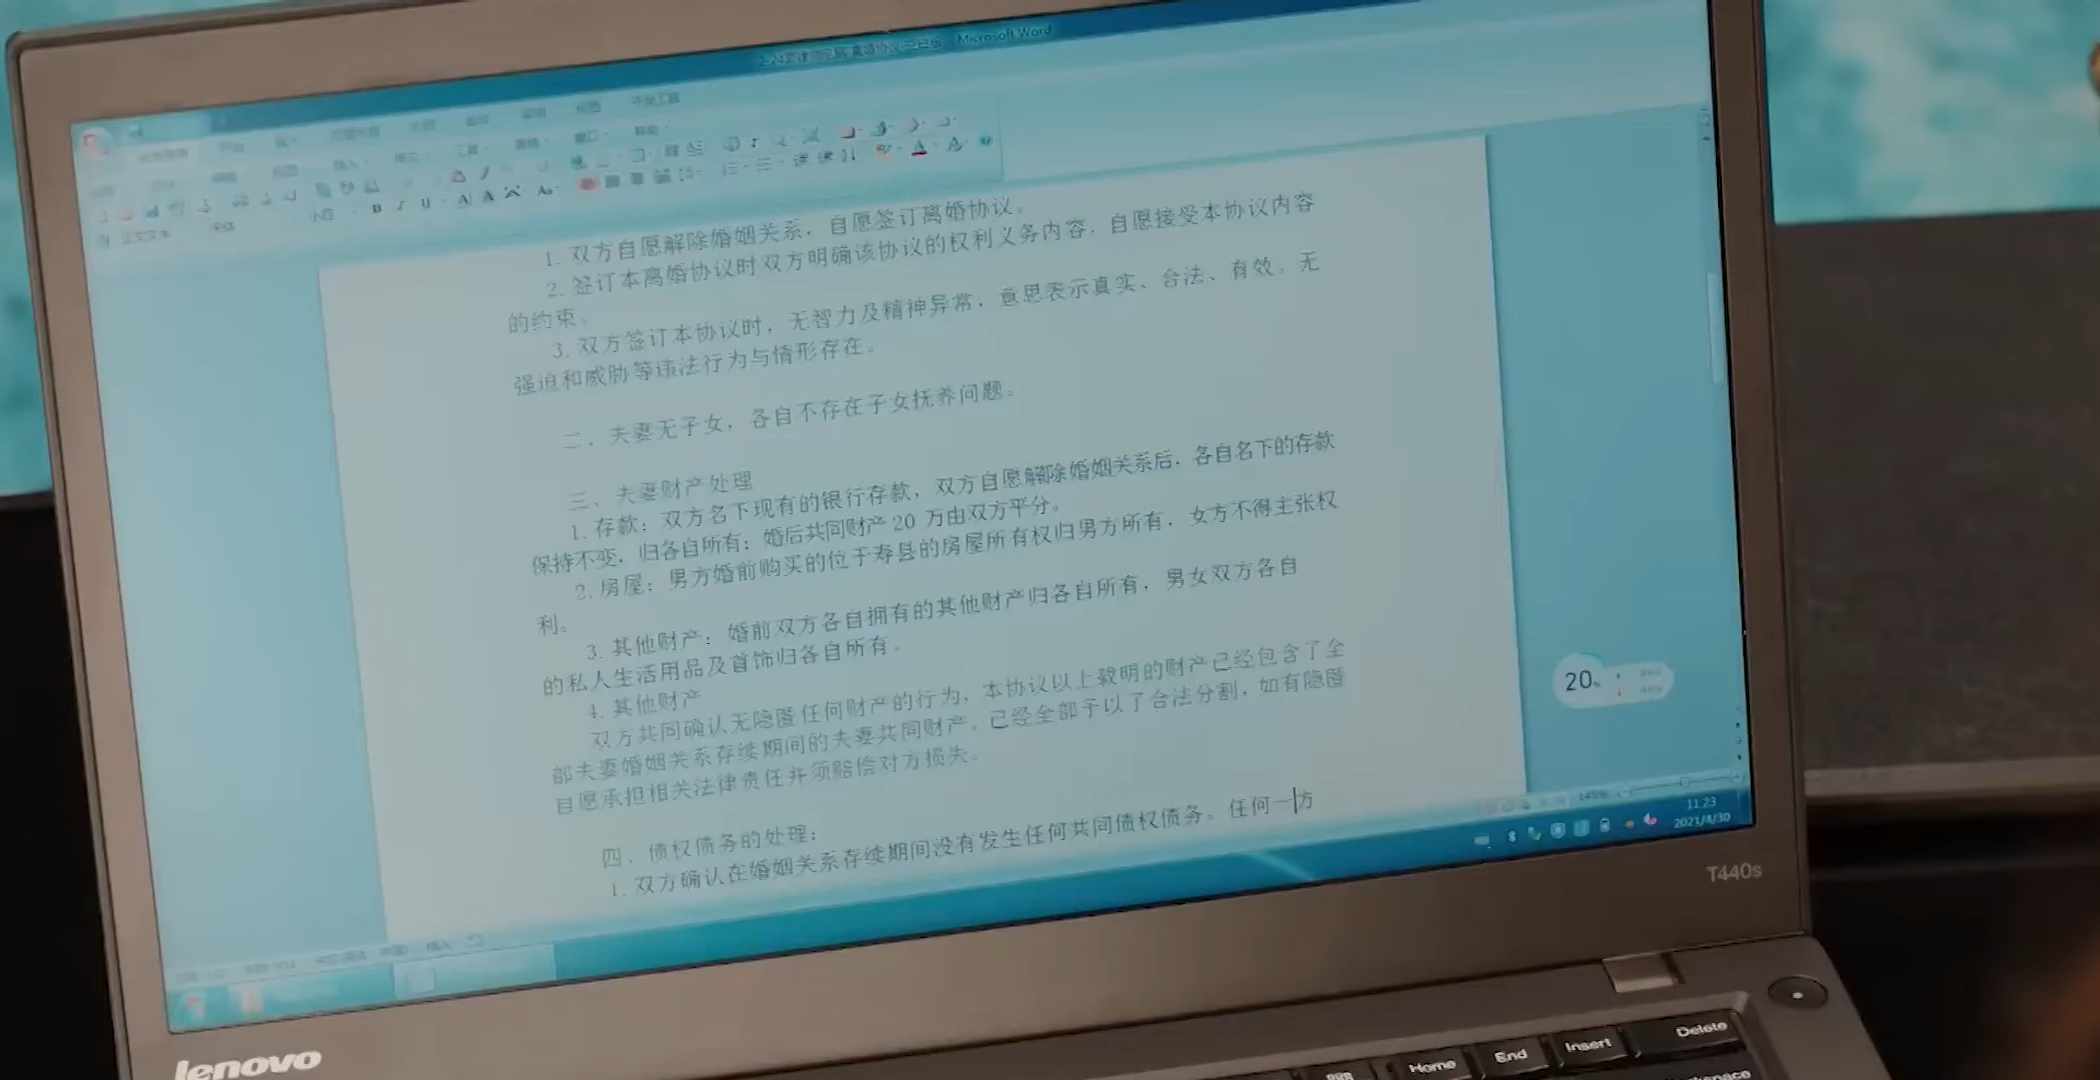 Microsoft Word
开发工具
1. 双方自愿解除婚姻关系，自愿签订离婚协议。
2. 签订本离婚协议时双方明确该协议的权利义务内容，自愿接受本协议内容
的约束。
3. 双方签订本协议时，无智力及精神异常，意思表示真实、合法、有效。无
强迫和威胁等违法行为与情形存在。
二、夫妻无子女，各自不存在子女抚养问题。
三、夫妻财产处理
1. 存款：双方名下现有的银行存款，双方自愿解除婚姻关系后，各自名下的存款
保持不变，归各自所有；婚后共同财产 20 万由双方平分。
2. 房屋：男方婚前购买的位于寿县的房屋所有权归男方所有，女方不得主张权
利。
3. 其他财产：婚前双方各自拥有的其他财产归各自所有，男女双方各自
的私人生活用品及首饰归各自所有。
4. 其他财产
双方共同确认无隐匿任何财产的行为，本协议以上载明的财产已经包含了全
部夫妻婚姻关系存续期间的夫妻共同财产。已经全部予以了合法分割，如有隐匿
自愿承担相关法律责任并须赔偿对方损失。
四、债权债务的处理：
1. 双方确认在婚姻关系存续期间没有发生任何共同债权债务。任何一方
20%
145%
11:23
2021/4/30
T440s
lenovo
Home
End
Insert
Delete